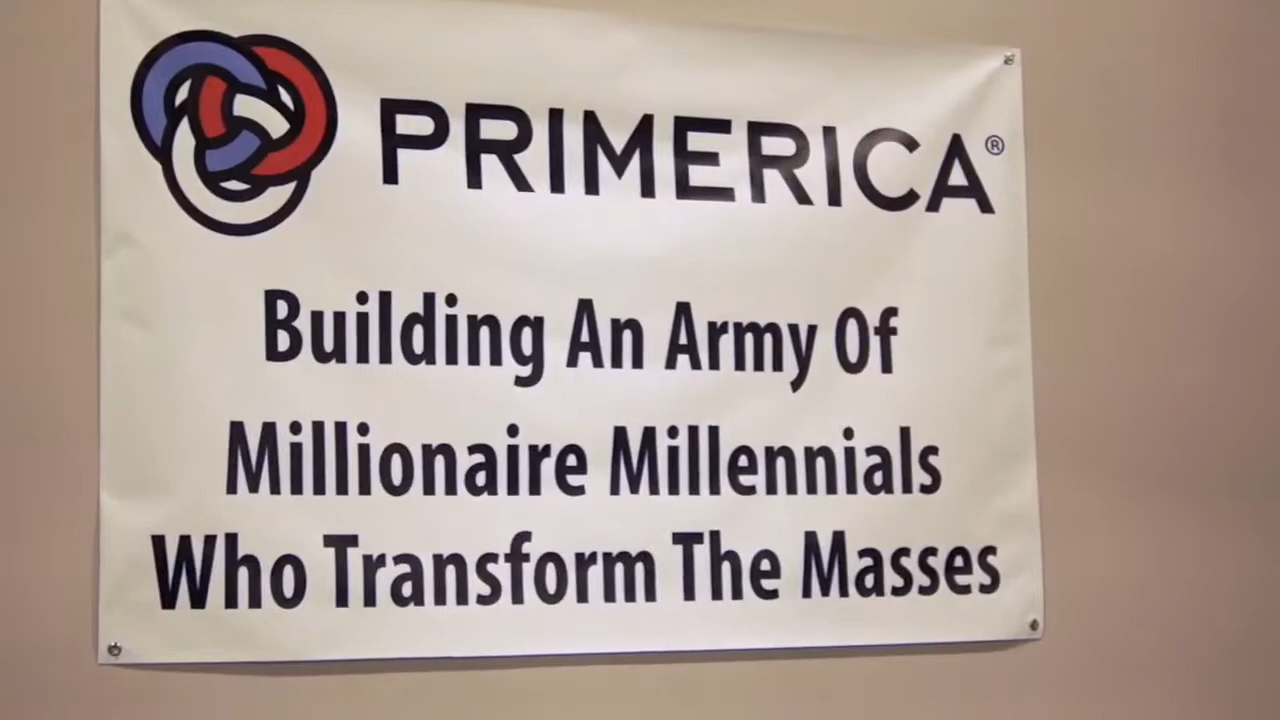 PRIMERICA®
Building An Army Of
Millionaire Millennials
Who Transform The Masses